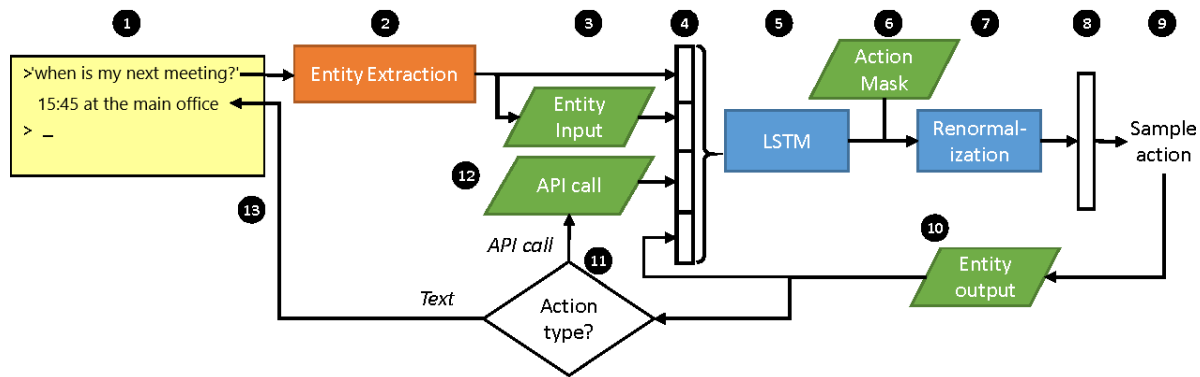 1 2 3 4 5 6 7 8 9
>'when is my next meeting?'
15:45 at the main office
> _
Entity Extraction
Entity
Input
API call
12
LSTM
Action
Mask
Renormal-
ization
Sample
action
13
API call
11
10
Entity
output
Text
Action
type?